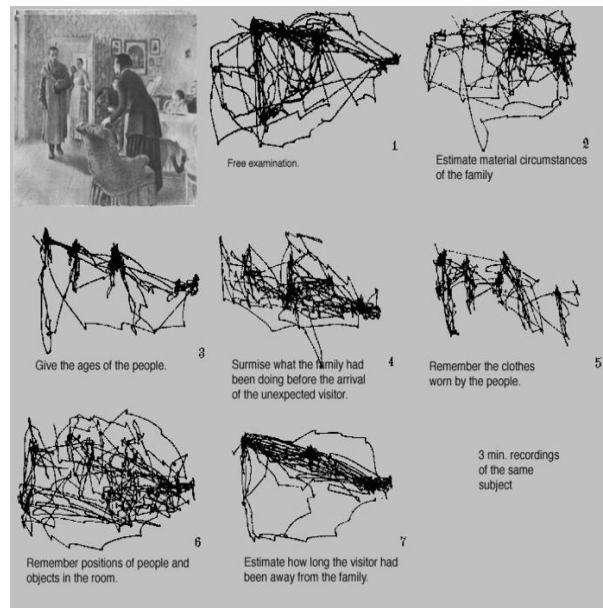 1
Free examination.
2
Estimate material circumstances
of the family
3
Give the ages of the people.
4
Surmise what the family had
been doing before the arrival
of the unexpected visitor.
5
Remember the clothes
worn by the people.
6
Remember positions of people and
objects in the room.
7
Estimate how long the visitor had
been away from the family.
3 min. recordings
of the same
subject